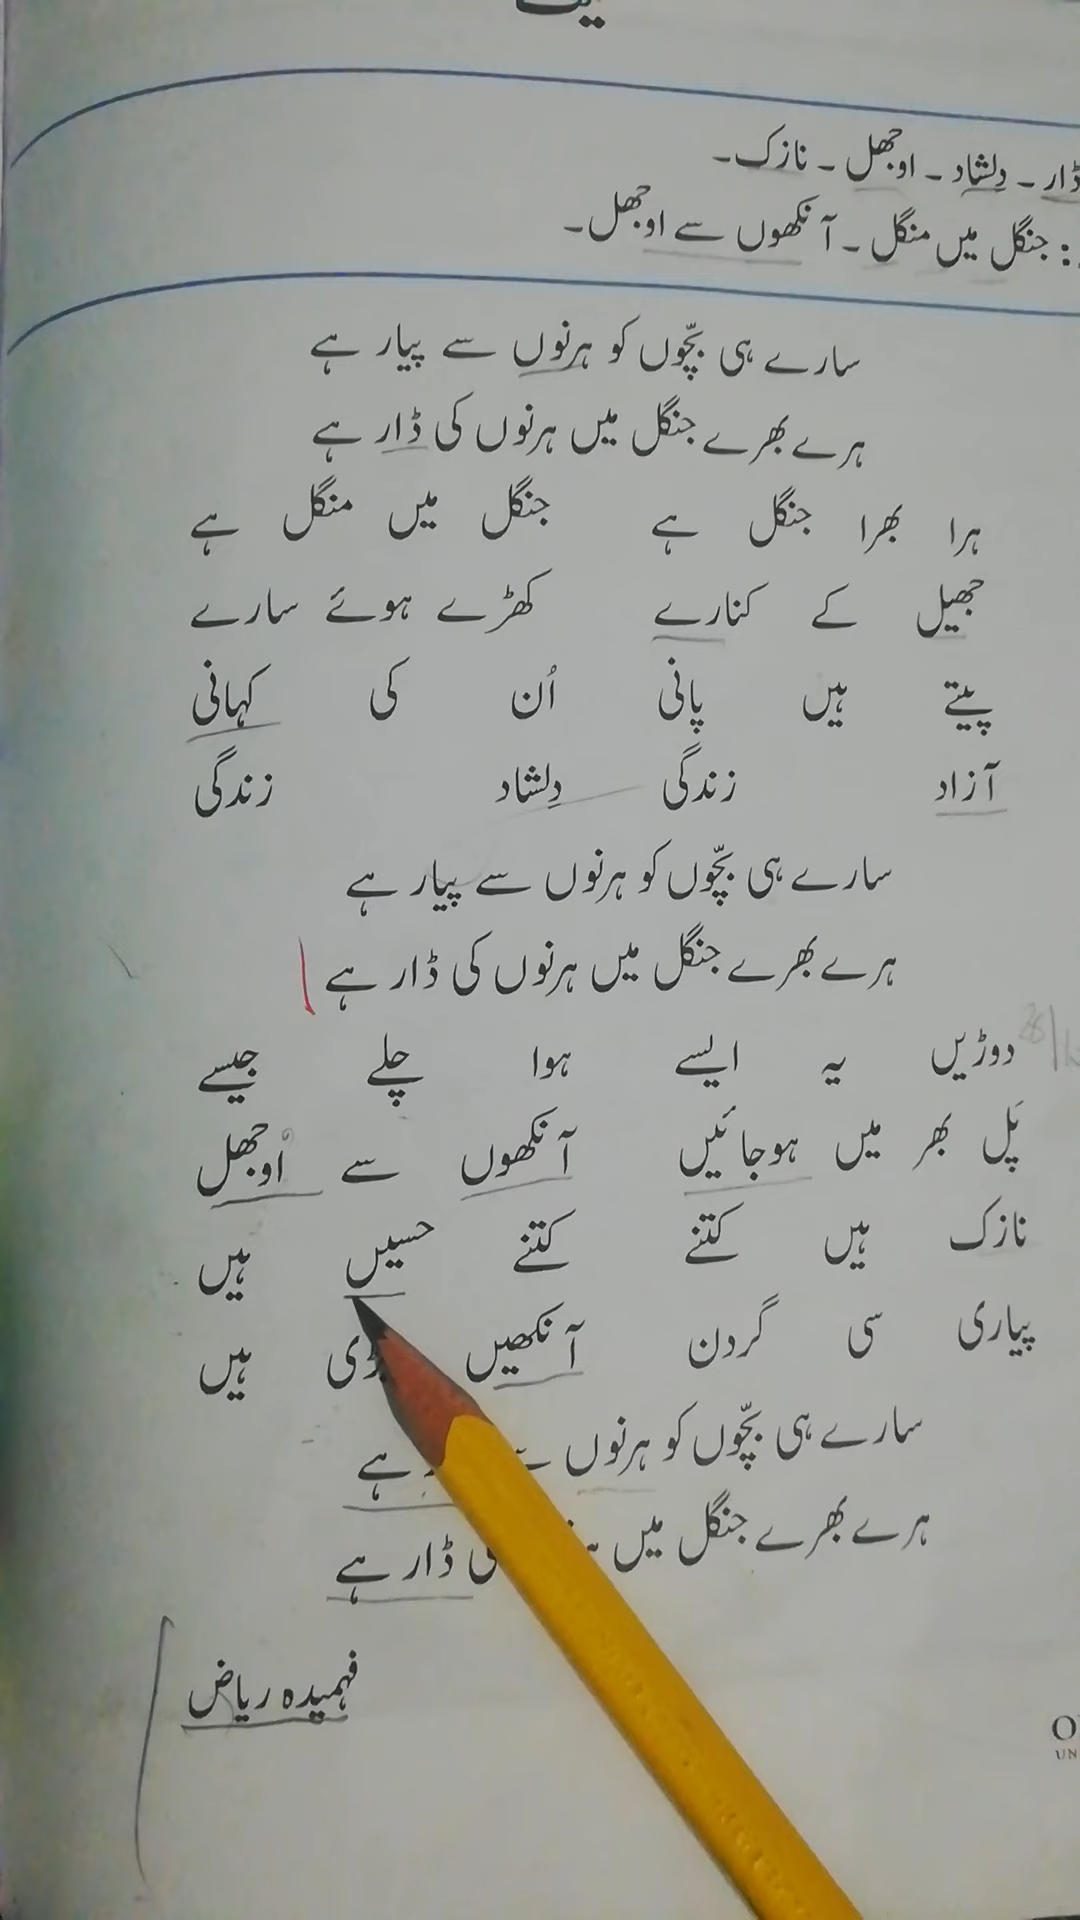 ڈار۔ دِلشاد۔ اوجھل۔ نازک۔
: جنگل میں منگل۔ آنکھوں سے اوجھل۔
سارے ہی بچّوں کو ہرنوں سے پیار ہے
ہرے بھرے جنگل میں ہرنوں کی ڈار ہے
ہرا بھرا جنگل ہے جنگل میں منگل ہے
جھیل کے کنارے کھڑے ہوئے سارے
پیتے ہیں پانی اُن کی کہانی
آزاد زندگی دِلشاد زندگی
سارے ہی بچّوں کو ہرنوں سے پیار ہے
ہرے بھرے جنگل میں ہرنوں کی ڈار ہے
دوڑیں یہ ایسے ہوا چلے جیسے
پَل بھر میں ہوجائیں آنکھوں سے اوجھل
نازک ہیں کتنے کتنے حسیں ہیں
پیاری سی گردن آنکھیں ہیں
سارے ہی بچّوں کو ہرنوں ہے
ہرے بھرے جنگل میں ڈار ہے
فہمیدہ ریاض